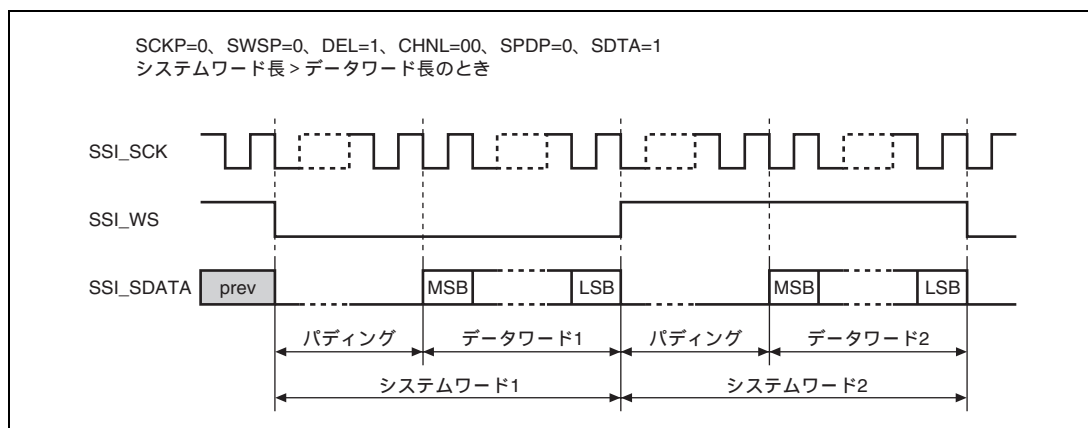 SCKP=0、SWSP=0、DEL=1、CHNL=00、SPDP=0、SDTA=1
システムワード長 > データワード長のとき
SSI_SCK
SSI_WS
SSI_SDATA
prev
MSB
LSB
MSB
LSB
パディング
データワード1
パディング
データワード2
システムワード1
システムワード2